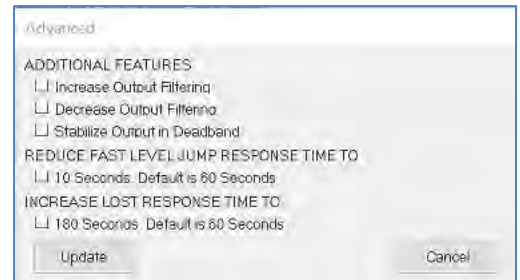 Advanced
ADDITIONAL FEATURES
Increase Output Filtering
Decrease Output Filtering
Stabilize Output in Deadband
REDUCE FAST LEVEL JUMP RESPONSE TIME TO
10 Seconds. Default is 60 Seconds
INCREASE LOST RESPONSE TIME TO
180 Seconds. Default is 60 Seconds
Update Cancel